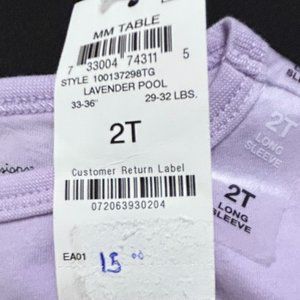 MM TABLE
7 33004 74311 5
STYLE 100137298TG
LAVENDER POOL
33-36" 29-32 LBS.
2T
Customer Return Label
072063930204
EA01
15 00
2T
LONG
SLEEVE
2T
LONG
SLEEVE
SLEEVE